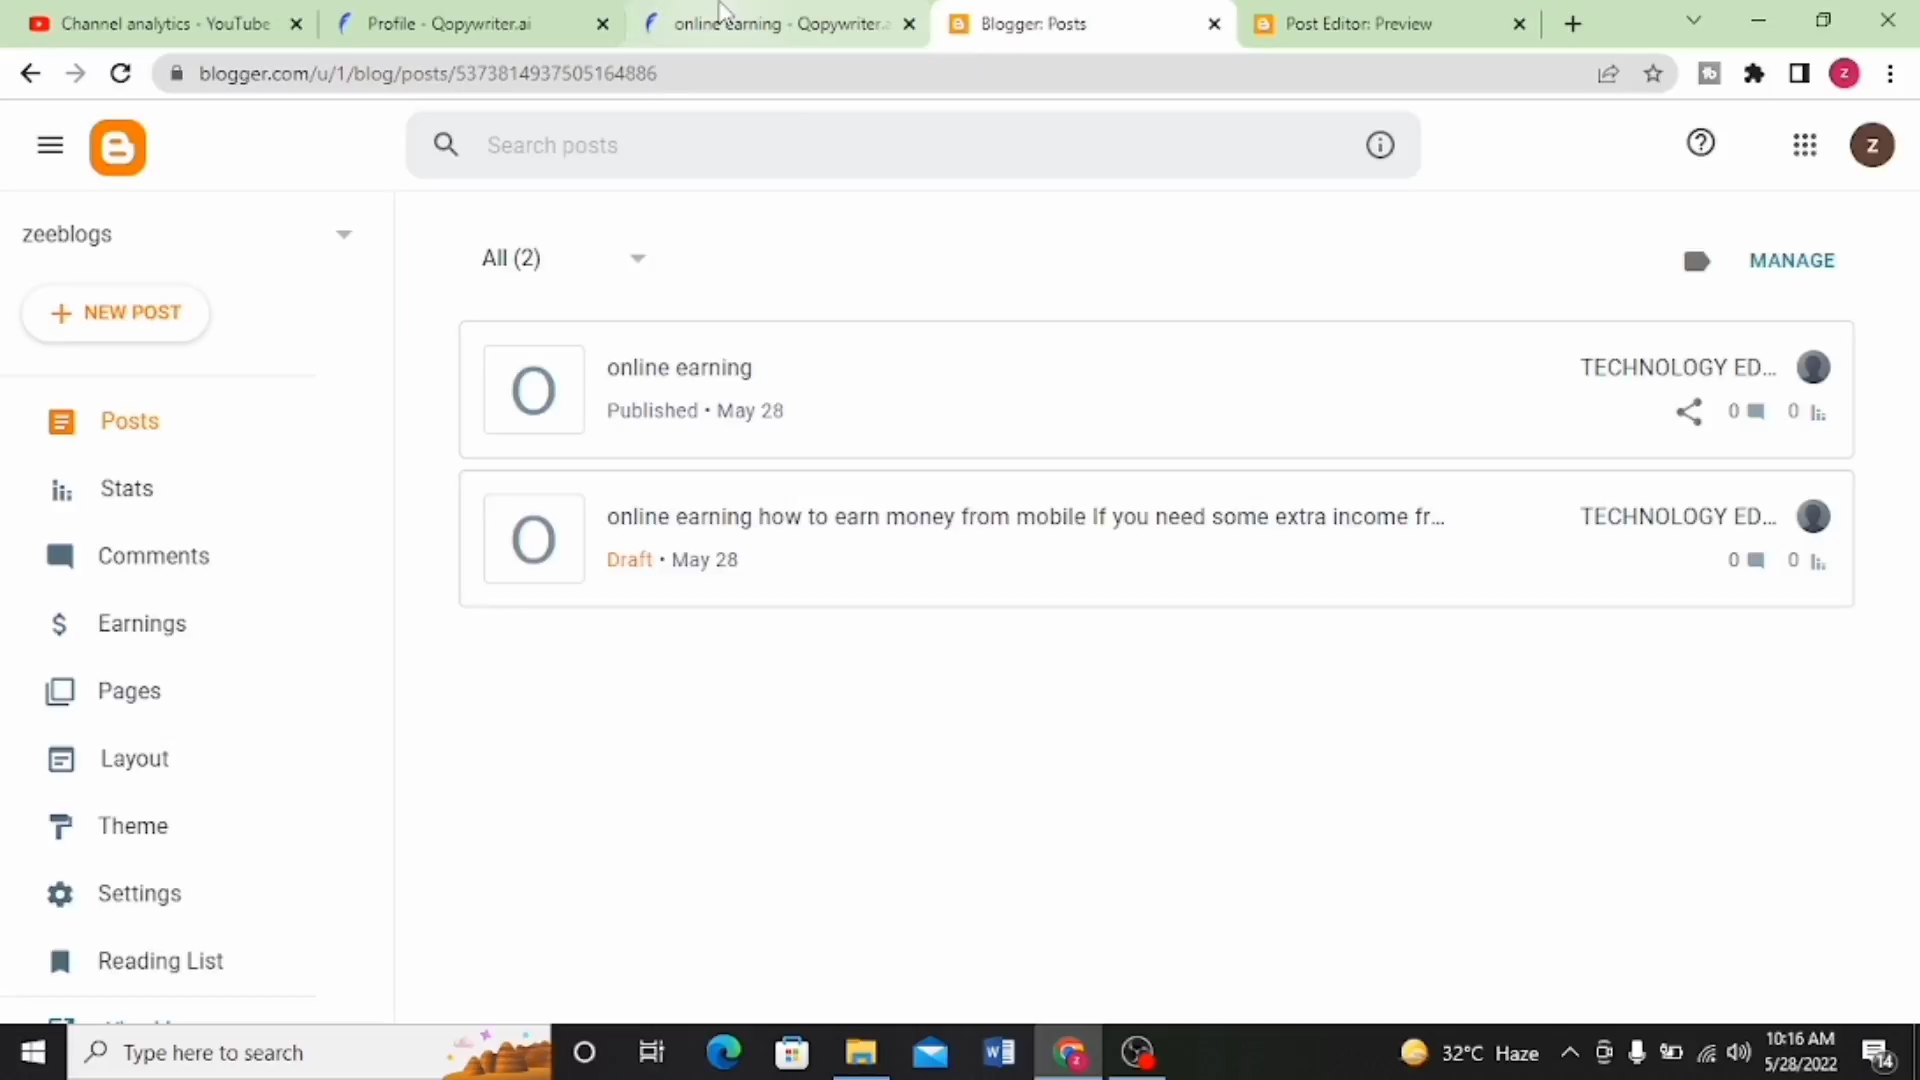 Channel analytics - YouTube
Profile - Qopywriter.ai
online earning - Qopywriter.a
Blogger: Posts
Post Editor: Preview
blogger.com/u/1/blog/posts/5373814937505164886
Z
Search posts
Z
zeeblogs
All (2)
MANAGE
+ NEW POST
O
online earning
TECHNOLOGY ED...
Published • May 28
0
0
Posts
Stats
O
online earning how to earn money from mobile If you need some extra income fr...
TECHNOLOGY ED...
Draft • May 28
0
0
Comments
$ Earnings
Pages
Layout
Theme
Settings
Reading List
Type here to search
32°C Haze
10:16 AM
5/28/2022
14